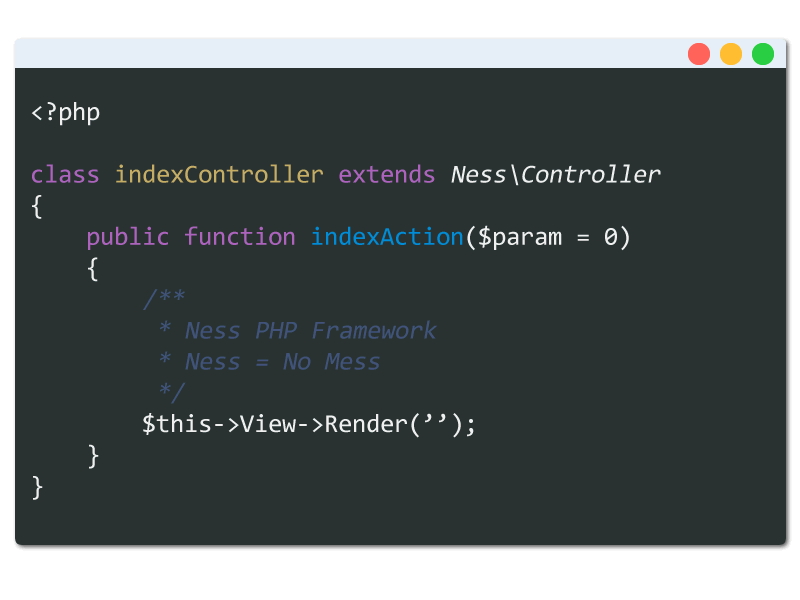 <?php
class indexController extends Ness\Controller
{
public function indexAction($param = 0)
{
/**
* Ness PHP Framework
* Ness = No Mess
*/
$this->View->Render(’’);
}
}